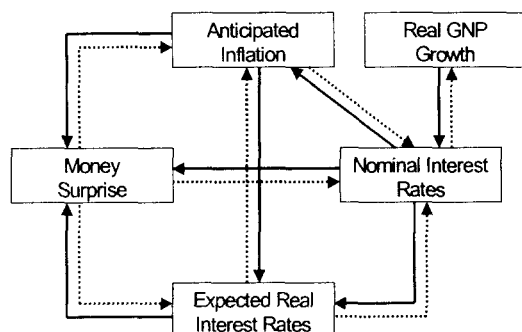 Anticipated
Inflation
Real GNP
Growth
Money
Surprise
Nominal Interest
Rates
Expected Real
Interest Rates